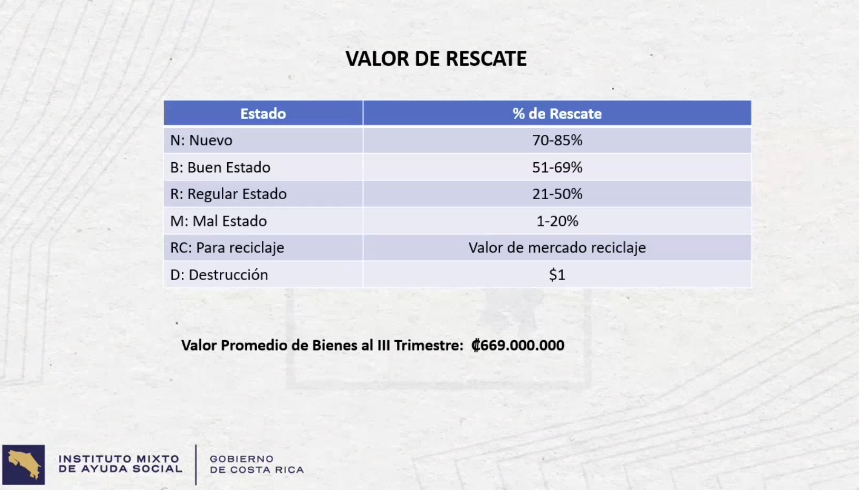 VALOR DE RESCATE
Estado % de Rescate
N: Nuevo 70-85%
B: Buen Estado 51-69%
R: Regular Estado 21-50%
M: Mal Estado 1-20%
RC: Para reciclaje Valor de mercado reciclaje
D: Destrucción $1
Valor Promedio de Bienes al III Trimestre: ₡669.000.000
INSTITUTO MIXTO
DE AYUDA SOCIAL
GOBIERNO
DE COSTA RICA